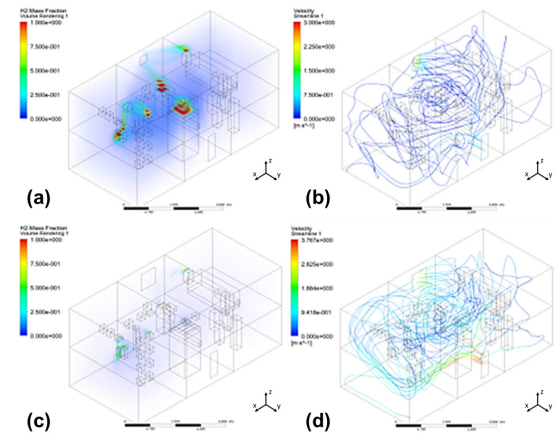 H2 Mass Fraction
Volume Rendering 1
1.000e+000
7.500e-001
5.000e-001
2.500e-001
0.000e+000
(a)
z
x
y
Velocity
Streamline 1
3.000e+000
2.250e+000
1.500e+000
7.500e-001
0.000e+000
[m s^-1]
(b)
z
x
y
H2 Mass Fraction
Volume Rendering 1
1.000e+000
7.500e-001
5.000e-001
2.500e-001
0.000e+000
(c)
z
x
y
Velocity
Streamline 1
3.767e+000
2.825e+000
1.884e+000
9.418e-001
0.000e+000
[m s^-1]
(d)
z
x
y